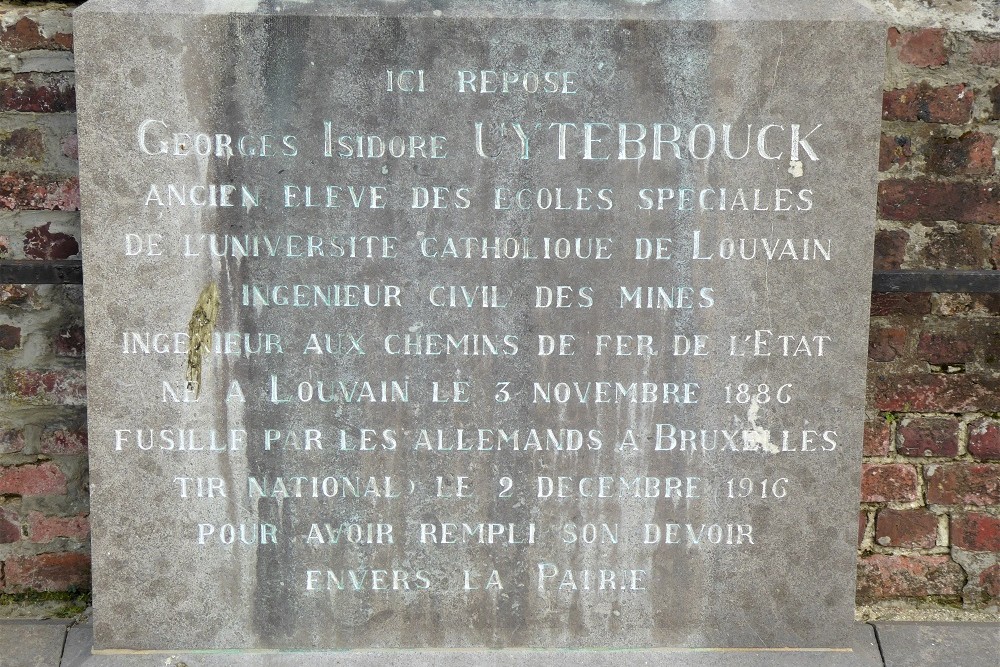 ICI REPOSE
GEORGES ISIDORE UYTEBROUCK
ANCIEN ELEVE DES ECOLES SPECIALES
DE L'UNIVERSITE CATHOLIQUE DE LOUVAIN
INGENIEUR CIVIL DES MINES
INGENIEUR AUX CHEMINS DE FER DE L'ETAT
NE A LOUVAIN LE 3 NOVEMBRE 1886
FUSILLE PAR LES ALLEMANDS A BRUXELLES
TIR NATIONAL) LE 2 DECEMBRE 1916
POUR AVOIR REMPLI SON DEVOIR
ENVERS LA PATRIE